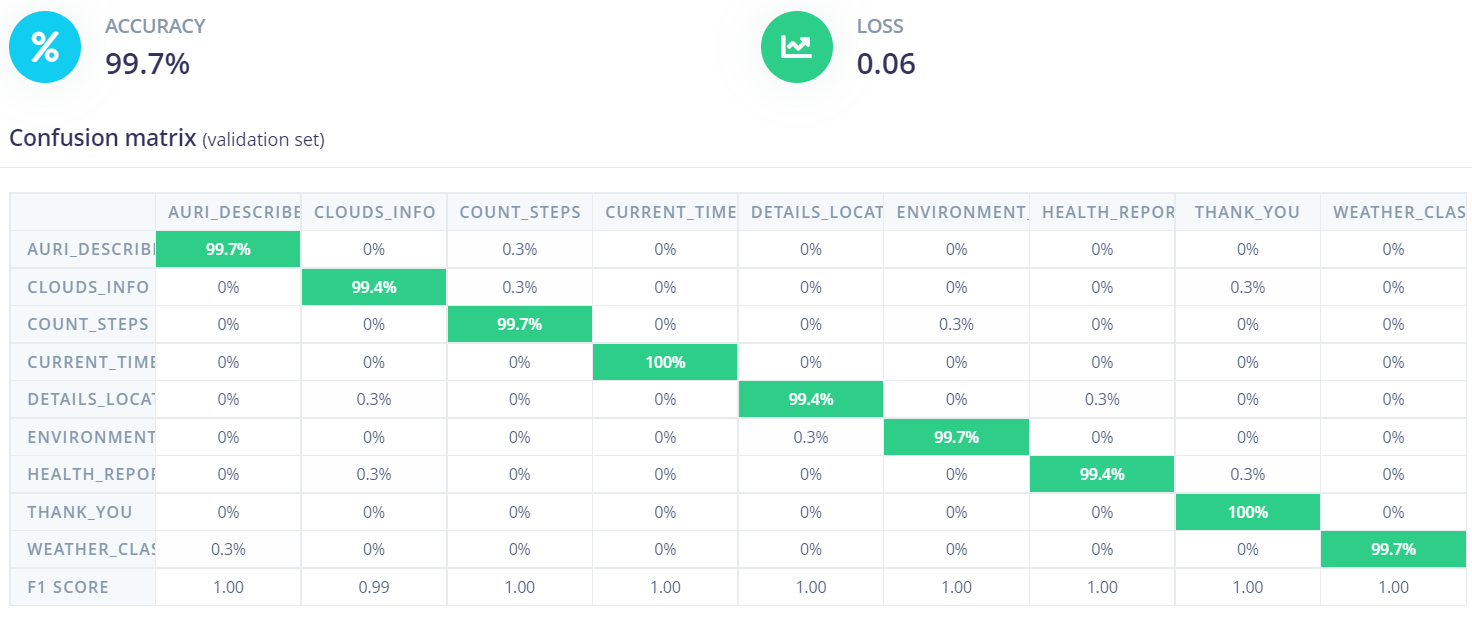 ACCURACY
99.7%
LOSS
0.06
Confusion matrix (validation set)
AURI_DESCRIBE CLOUDS_INFO COUNT_STEPS CURRENT_TIME DETAILS_LOCAT ENVIRONMENT_ HEALTH_REPOR THANK_YOU WEATHER_CLAS
AURI_DESCRIBE 99.7% 0% 0.3% 0% 0% 0% 0% 0% 0%
CLOUDS_INFO 0% 99.4% 0.3% 0% 0% 0% 0% 0.3% 0%
COUNT_STEPS 0% 0% 99.7% 0% 0% 0.3% 0% 0% 0%
CURRENT_TIME 0% 0% 0% 100% 0% 0% 0% 0% 0%
DETAILS_LOCAT 0% 0.3% 0% 0% 99.4% 0% 0.3% 0% 0%
ENVIRONMENT 0% 0% 0% 0% 0.3% 99.7% 0% 0% 0%
HEALTH_REPOR 0% 0.3% 0% 0% 0% 0% 99.4% 0.3% 0%
THANK_YOU 0% 0% 0% 0% 0% 0% 0% 100% 0%
WEATHER_CLAS 0.3% 0% 0% 0% 0% 0% 0% 0% 99.7%
F1 SCORE 1.00 0.99 1.00 1.00 1.00 1.00 1.00 1.00 1.00